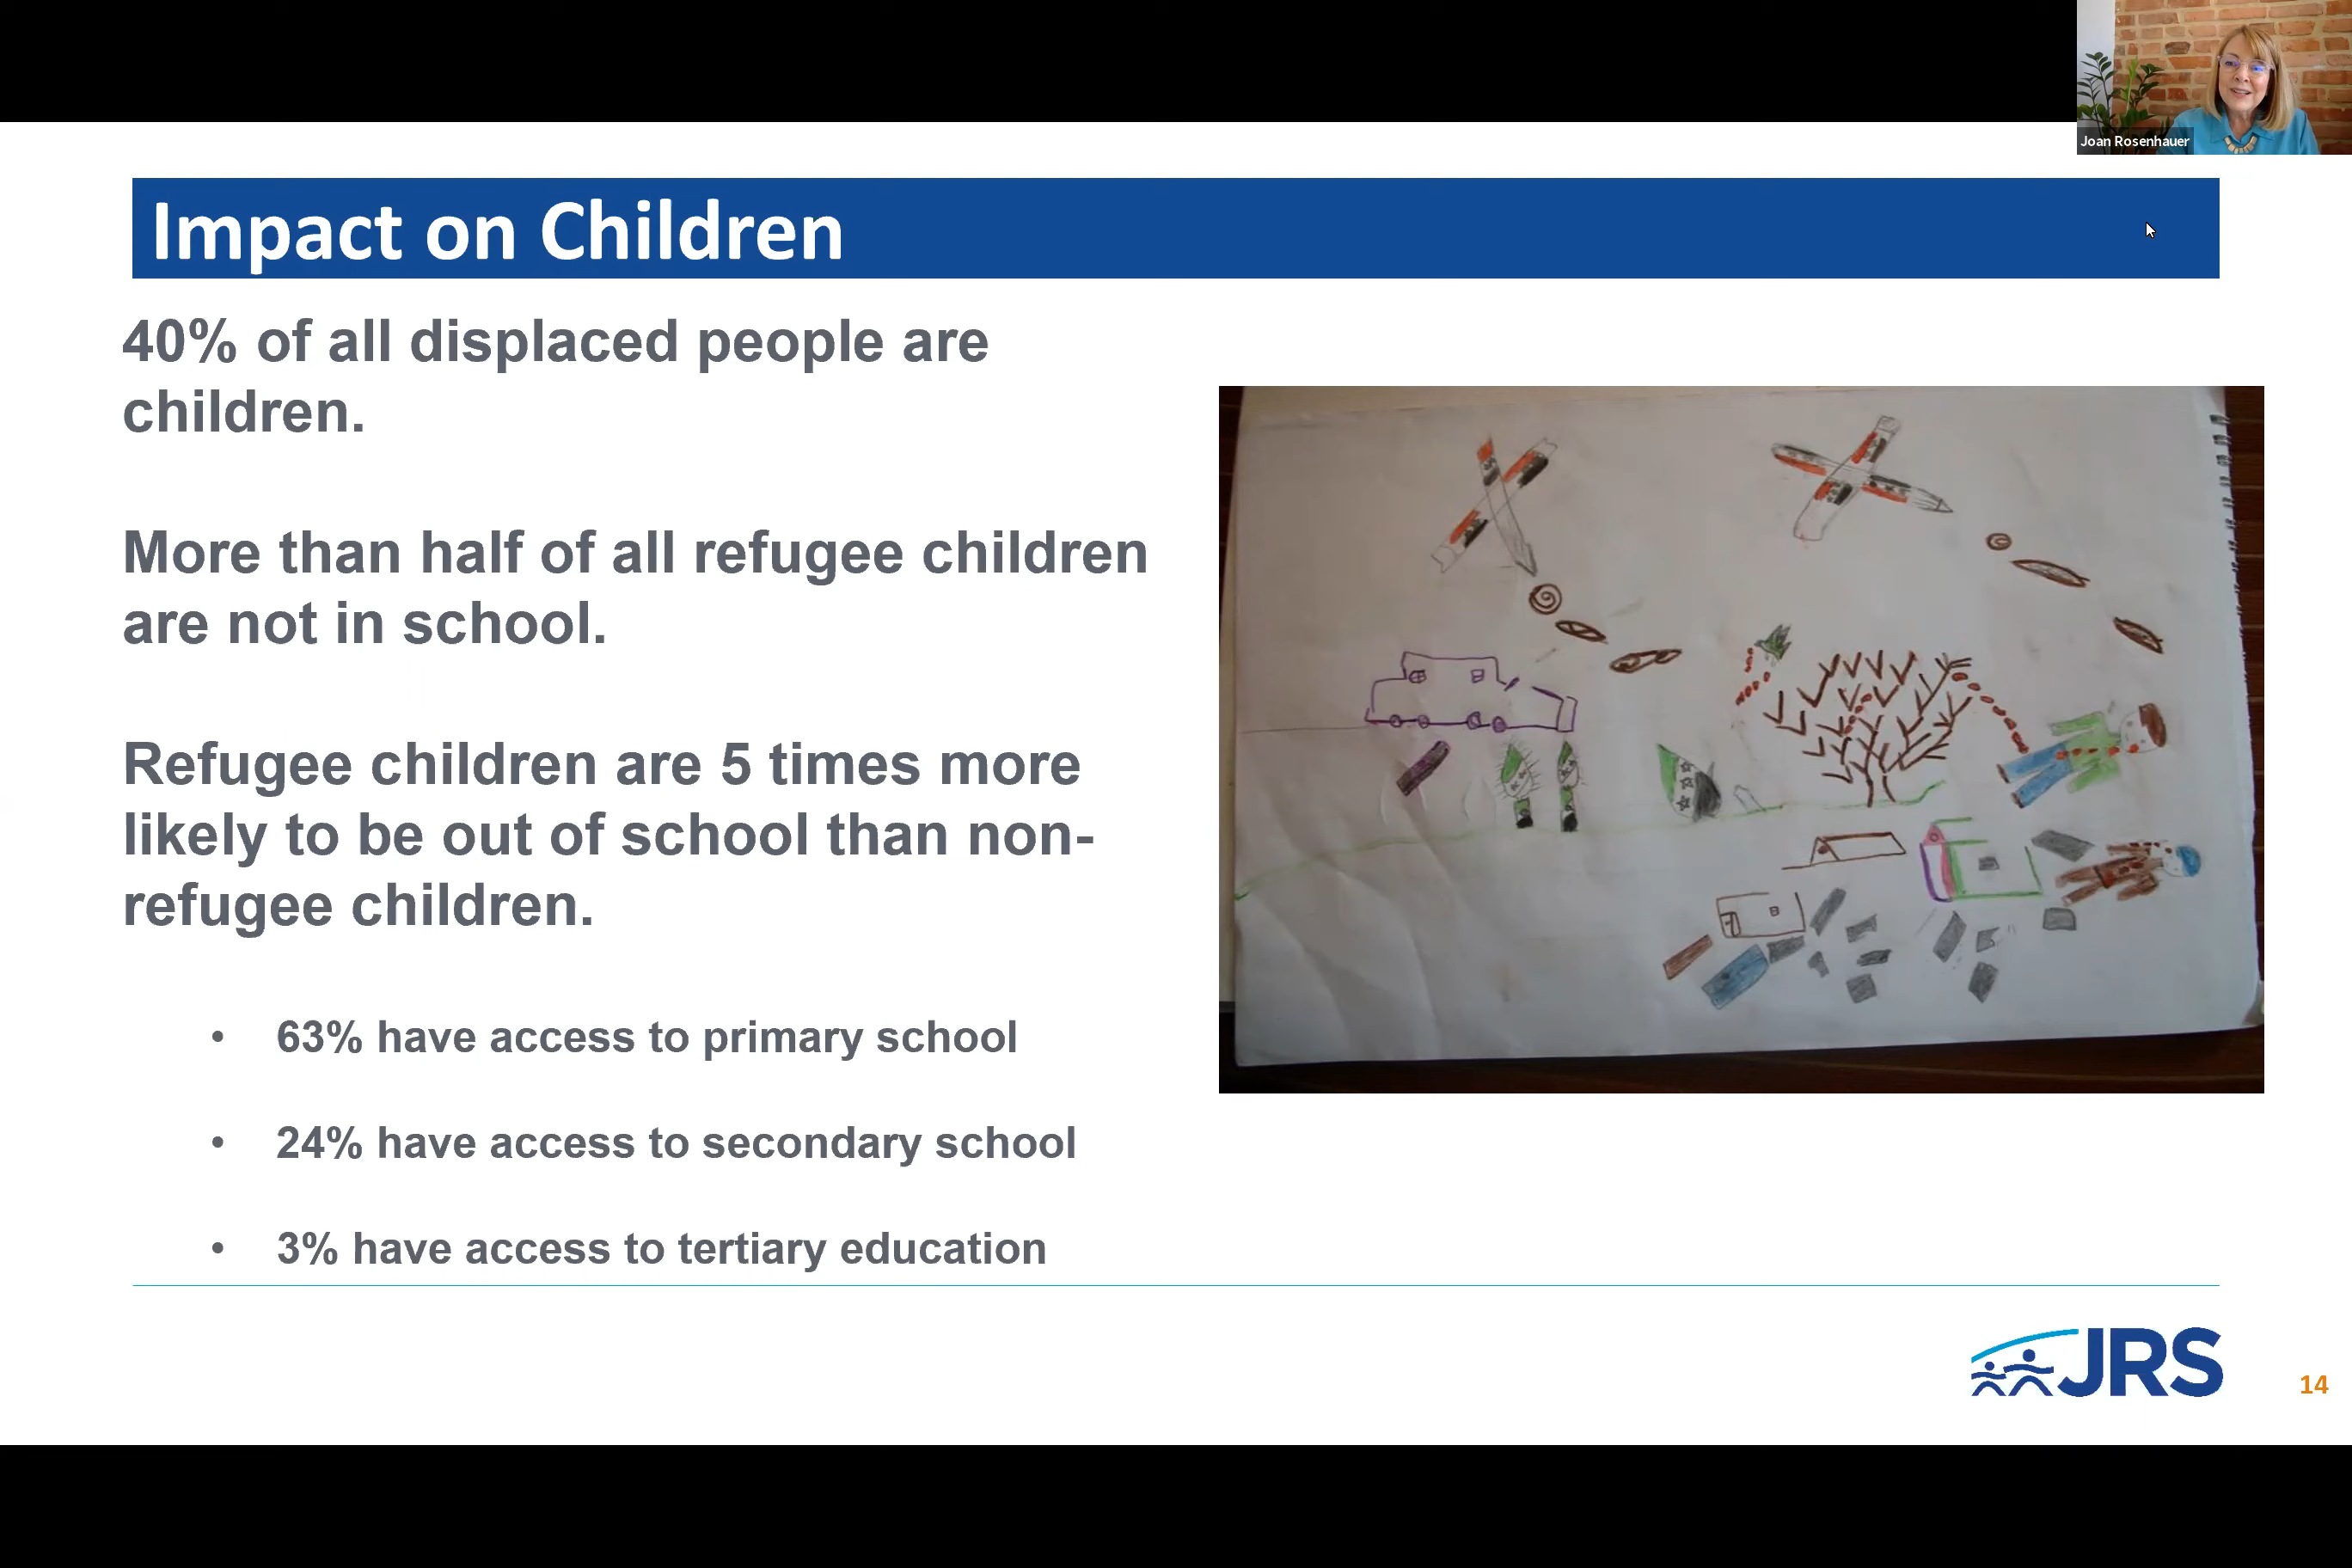 Joan Rosenhauer
Impact on Children
40% of all displaced people are
children.
More than half of all refugee children
are not in school.
Refugee children are 5 times more
likely to be out of school than non-
refugee children.
• 63% have access to primary school
• 24% have access to secondary school
• 3% have access to tertiary education
JRS
14